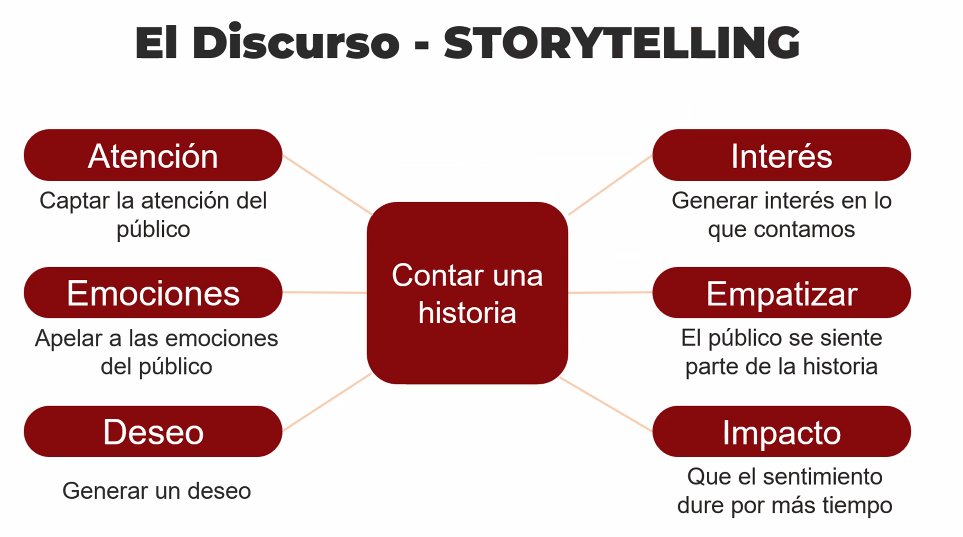 El Discurso - STORYTELLING
Atención
Captar la atención del
público
Emociones
Apelar a las emociones
del público
Deseo
Generar un deseo
Contar una
historia
Interés
Generar interés en lo
que contamos
Empatizar
El público se siente
parte de la historia
Impacto
Que el sentimiento
dure por más tiempo